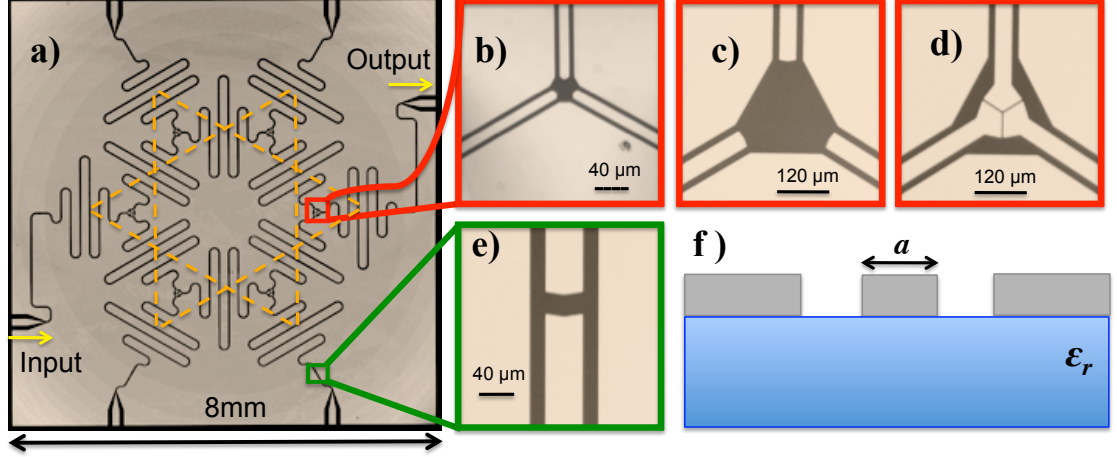 a)
Output
Input
8mm
b)
40 µm
c)
120 µm
d)
120 µm
e)
40 µm
f)
a
εr